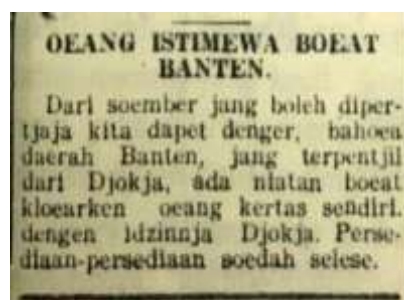 OEANG ISTIMEWA BOEAT
BANTEN.
Dari soember jang boleh diper-
tjaja kita dapet denger, bahoea
daerah Banten, jang terpentjil
dari Djokja, ada niatan boeat
kloearken oeang kertas sendiri.
dengen idzinnja Djokja. Perse-
diaan-persediaan soedah selese.